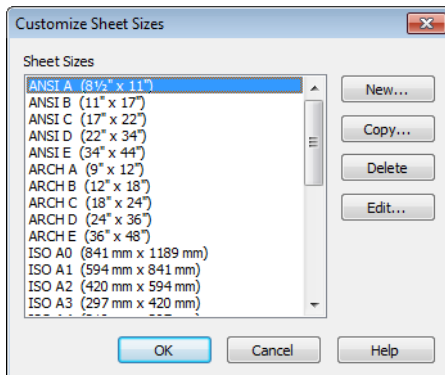 Customize Sheet Sizes
Sheet Sizes
ANSI A (8½" x 11")
ANSI B (11" x 17")
ANSI C (17" x 22")
ANSI D (22" x 34")
ANSI E (34" x 44")
ARCH A (9" x 12")
ARCH B (12" x 18")
ARCH C (18" x 24")
ARCH D (24" x 36")
ARCH E (36" x 48")
ISO A0 (841 mm x 1189 mm)
ISO A1 (594 mm x 841 mm)
ISO A2 (420 mm x 594 mm)
ISO A3 (297 mm x 420 mm)
New...
Copy...
Delete
Edit...
OK
Cancel
Help